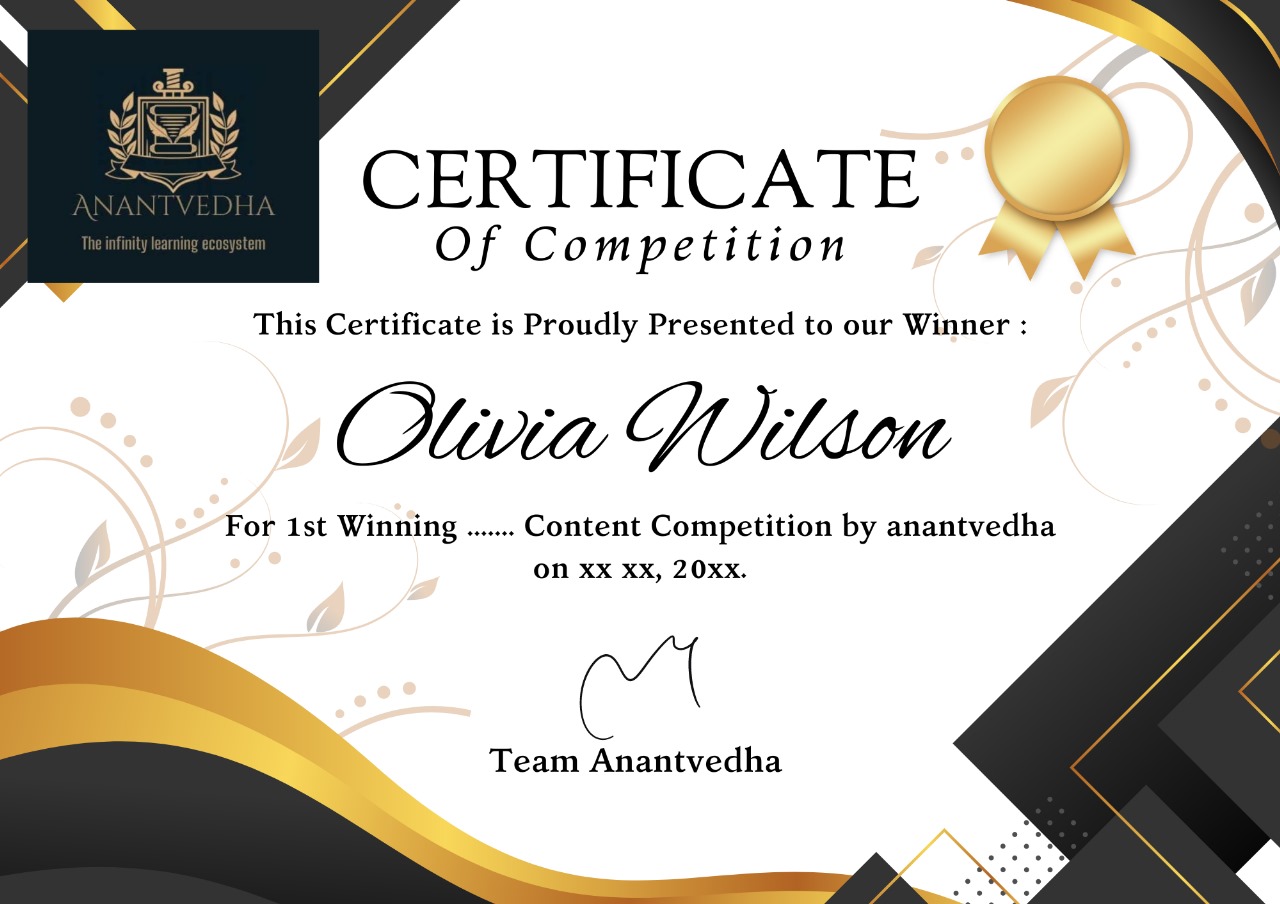 ANANTVEDHA
The infinity learning ecosystem
CERTIFICATE
Of Competition
This Certificate is Proudly Presented to our Winner :
Olivia Wilson
For 1st Winning ....... Content Competition by anantvedha
on xx xx, 20xx.
Team Anantvedha